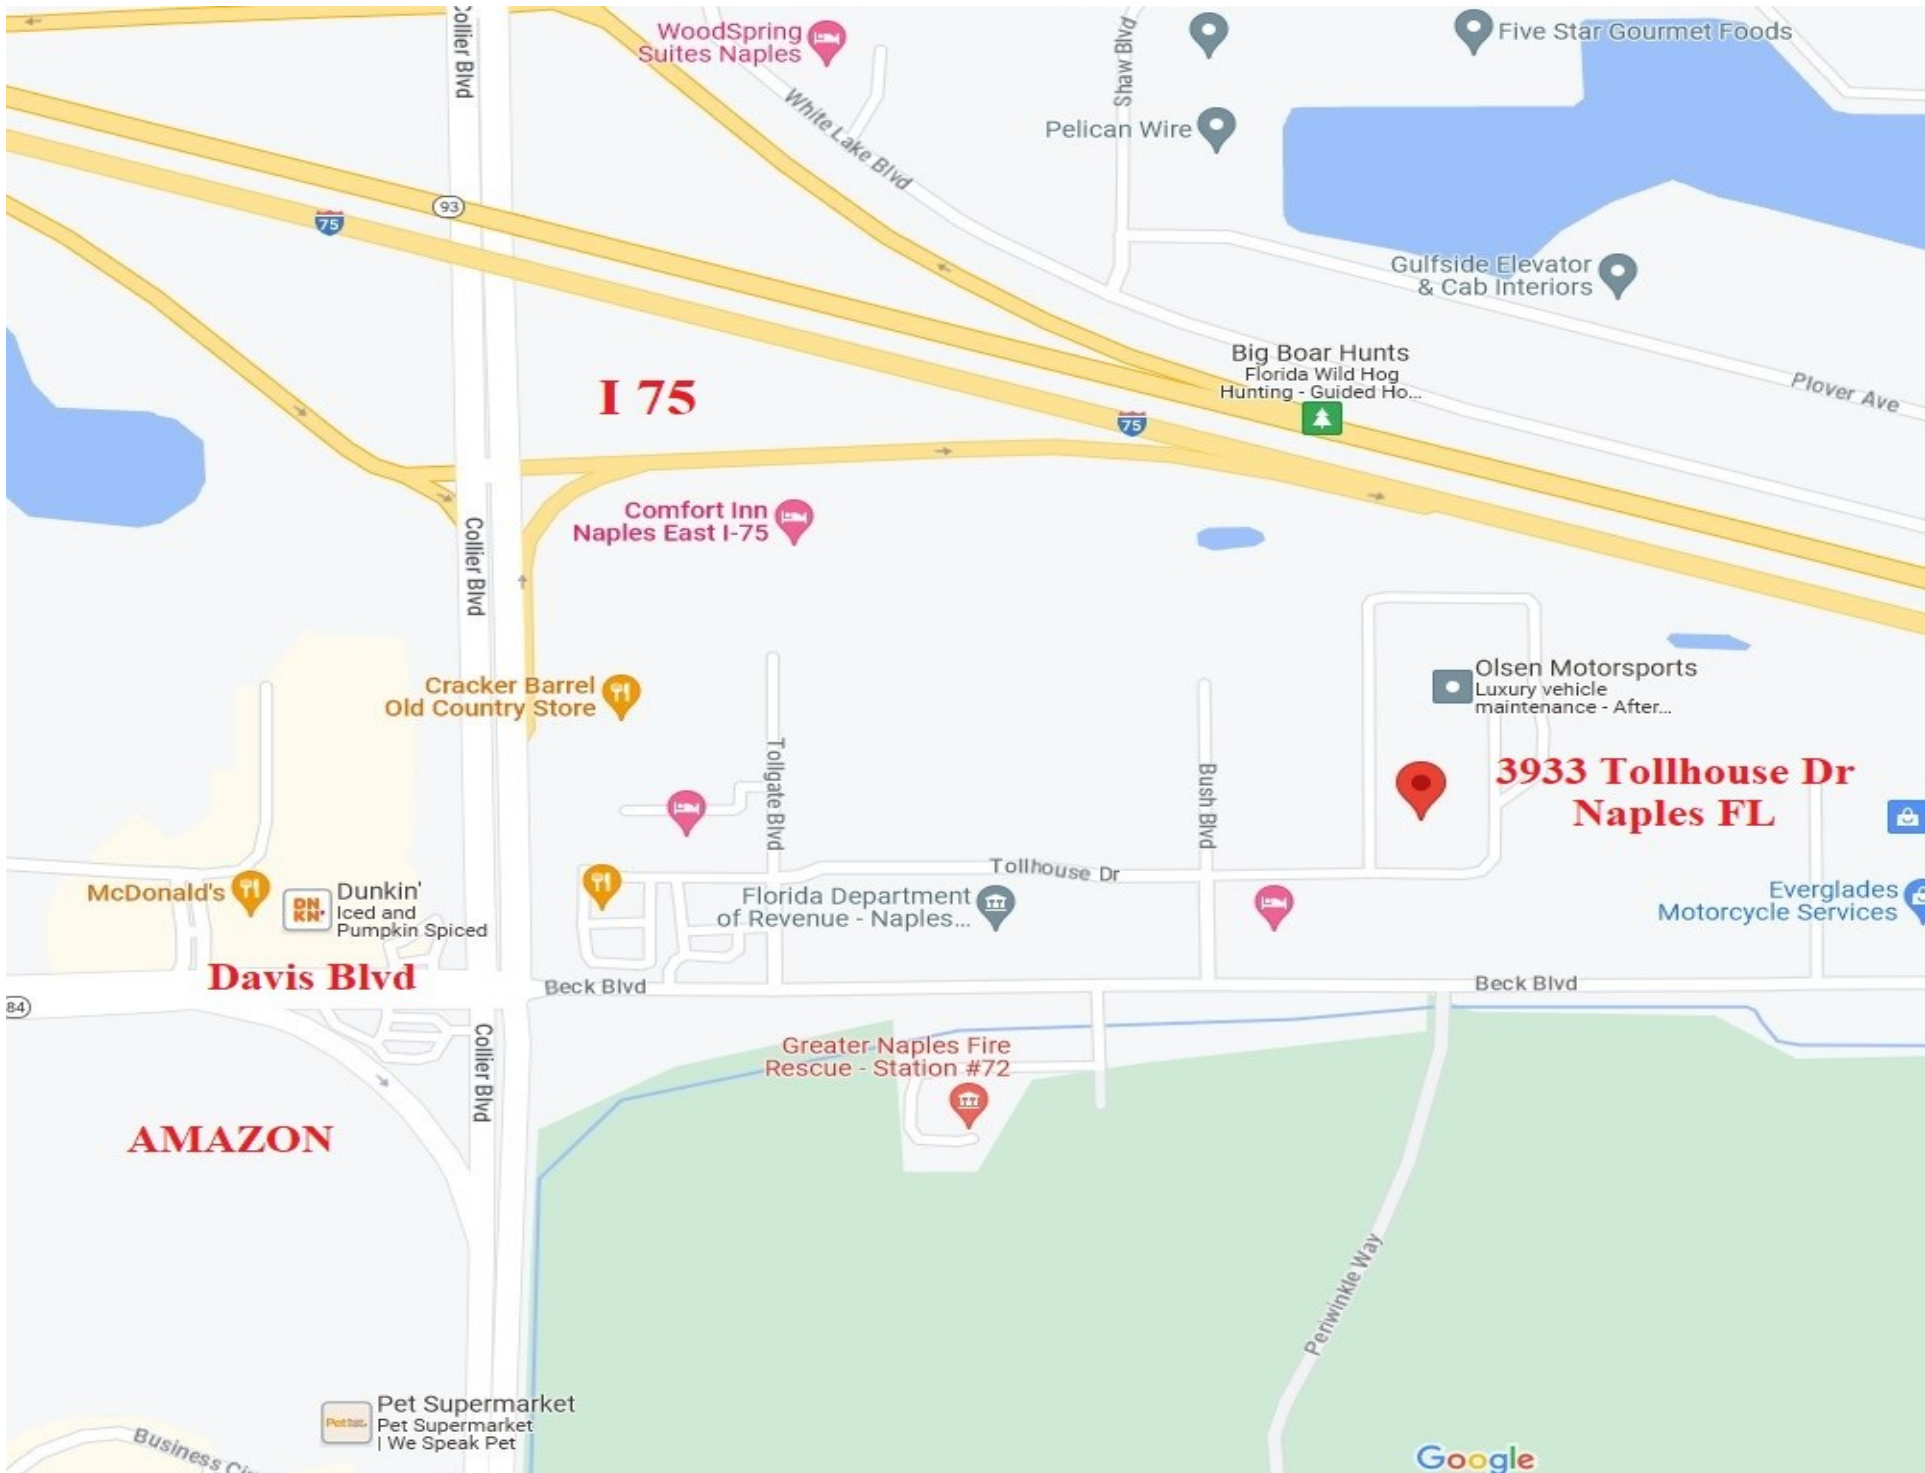 Collier Blvd
WoodSpring
Suites Naples
Shaw Blvd
Five Star Gourmet Foods
White Lake Blvd
Pelican Wire
93
75
Gulfside Elevator
& Cab Interiors
Big Boar Hunts
Florida Wild Hog
Hunting - Guided Ho...
Plover Ave
I 75
75
Comfort Inn
Naples East I-75
Collier Blvd
Cracker Barrel
Old Country Store
Olsen Motorsports
Luxury vehicle
maintenance - After...
Tollgate Blvd
Bush Blvd
3933 Tollhouse Dr
Naples FL
Tollhouse Dr
McDonald's
DN
KN'
Dunkin'
Iced and
Pumpkin Spiced
Florida Department
of Revenue - Naples...
Everglades
Motorcycle Services
Davis Blvd
Beck Blvd
Beck Blvd
84
Collier Blvd
Greater Naples Fire
Rescue - Station #72
AMAZON
Periwinkle Way
Pet Supermarket
Pet Supermarket
| We Speak Pet
Business Cir
Google